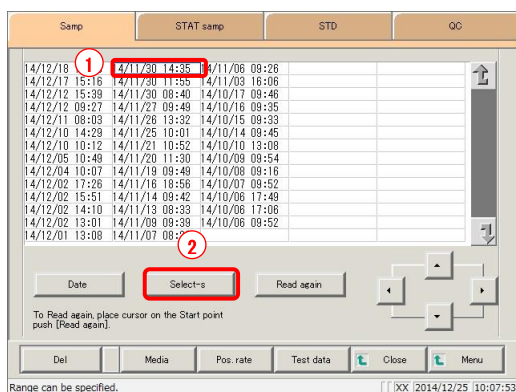 Samp STAT samp STD QC
14/12/18 14/11/30 14:35 14/11/06 09:26
14/12/17 15:16 14/11/30 11:55 14/11/03 16:06
14/12/12 15:39 14/11/30 08:40 14/10/17 09:46
14/12/12 09:27 14/11/27 09:49 14/10/16 09:35
14/12/11 08:03 14/11/26 13:32 14/10/15 09:33
14/12/10 14:29 14/11/25 10:01 14/10/14 09:45
14/12/10 10:12 14/11/21 10:52 14/10/10 13:08
14/12/05 10:49 14/11/20 11:30 14/10/09 09:54
14/12/04 10:07 14/11/19 09:49 14/10/08 09:16
14/12/02 17:26 14/11/16 18:56 14/10/07 09:52
14/12/02 15:51 14/11/14 09:42 14/10/06 17:49
14/12/02 14:10 14/11/13 08:33 14/10/06 17:06
14/12/02 13:01 14/11/09 09:39 14/10/06 09:52
14/12/01 13:08 14/11/07
1
2
Date Select-s Read again
To Read again, place cursor on the Start point
push [Read again].
Del Media Pos. rate Test data Close Menu
Range can be specified. XX 2014/12/25 10:07:53